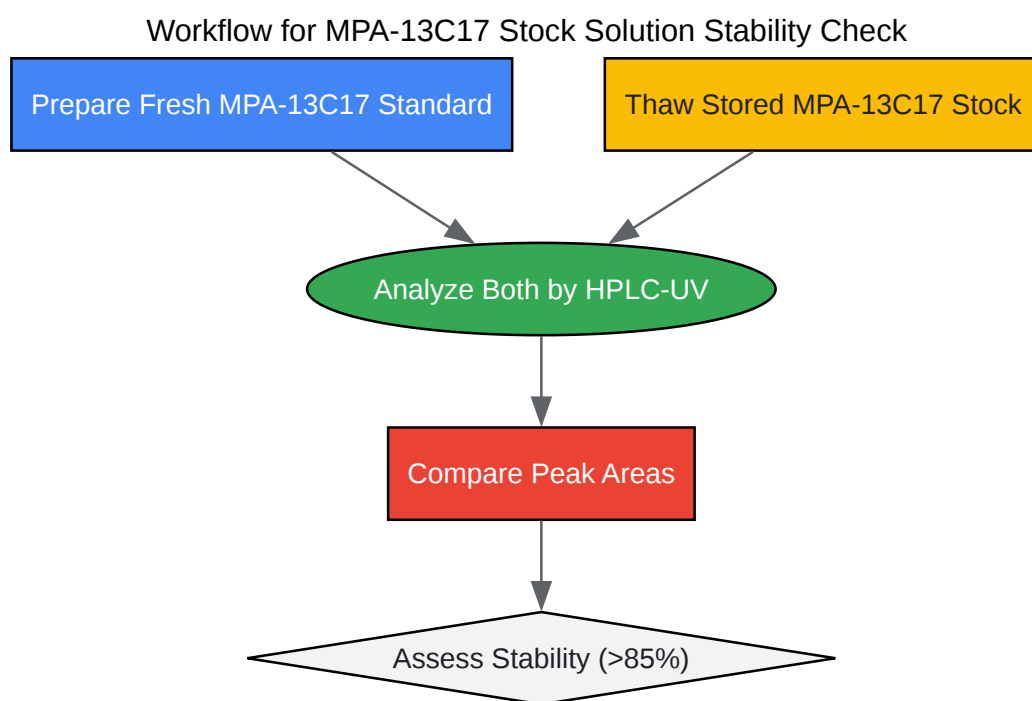 Workflow for MPA-13C17 Stock Solution Stability Check
Prepare Fresh MPA-13C17 Standard
Thaw Stored MPA-13C17 Stock
Analyze Both by HPLC-UV
Compare Peak Areas
Assess Stability (>85%)